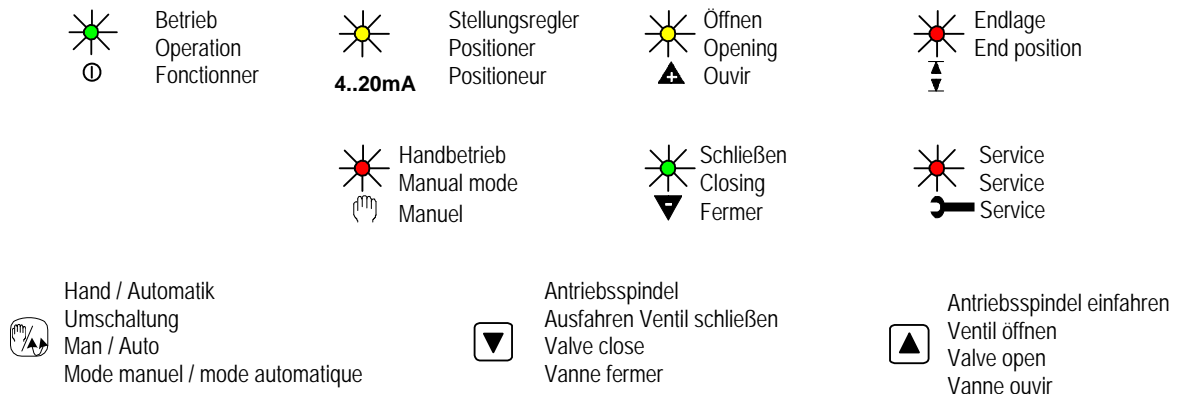 Betrieb
Operation
Fonctionner
Stellungsregler
Positioner
4..20mA Positioneur
Öffnen
Opening
Ouvir
Endlage
End position
Handbetrieb
Manual mode
Manuel
Schließen
Closing
Fermer
Service
Service
Service
Hand / Automatik
Umschaltung
Man / Auto
Mode manuel / mode automatique
Antriebsspindel
Ausfahren Ventil schließen
Valve close
Vanne fermer
Antriebsspindel einfahren
Ventil öffnen
Valve open
Vanne ouvir